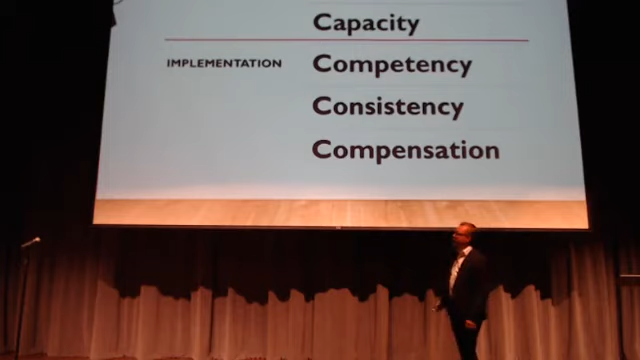 Capacity
IMPLEMENTATION Competency
Consistency
Compensation